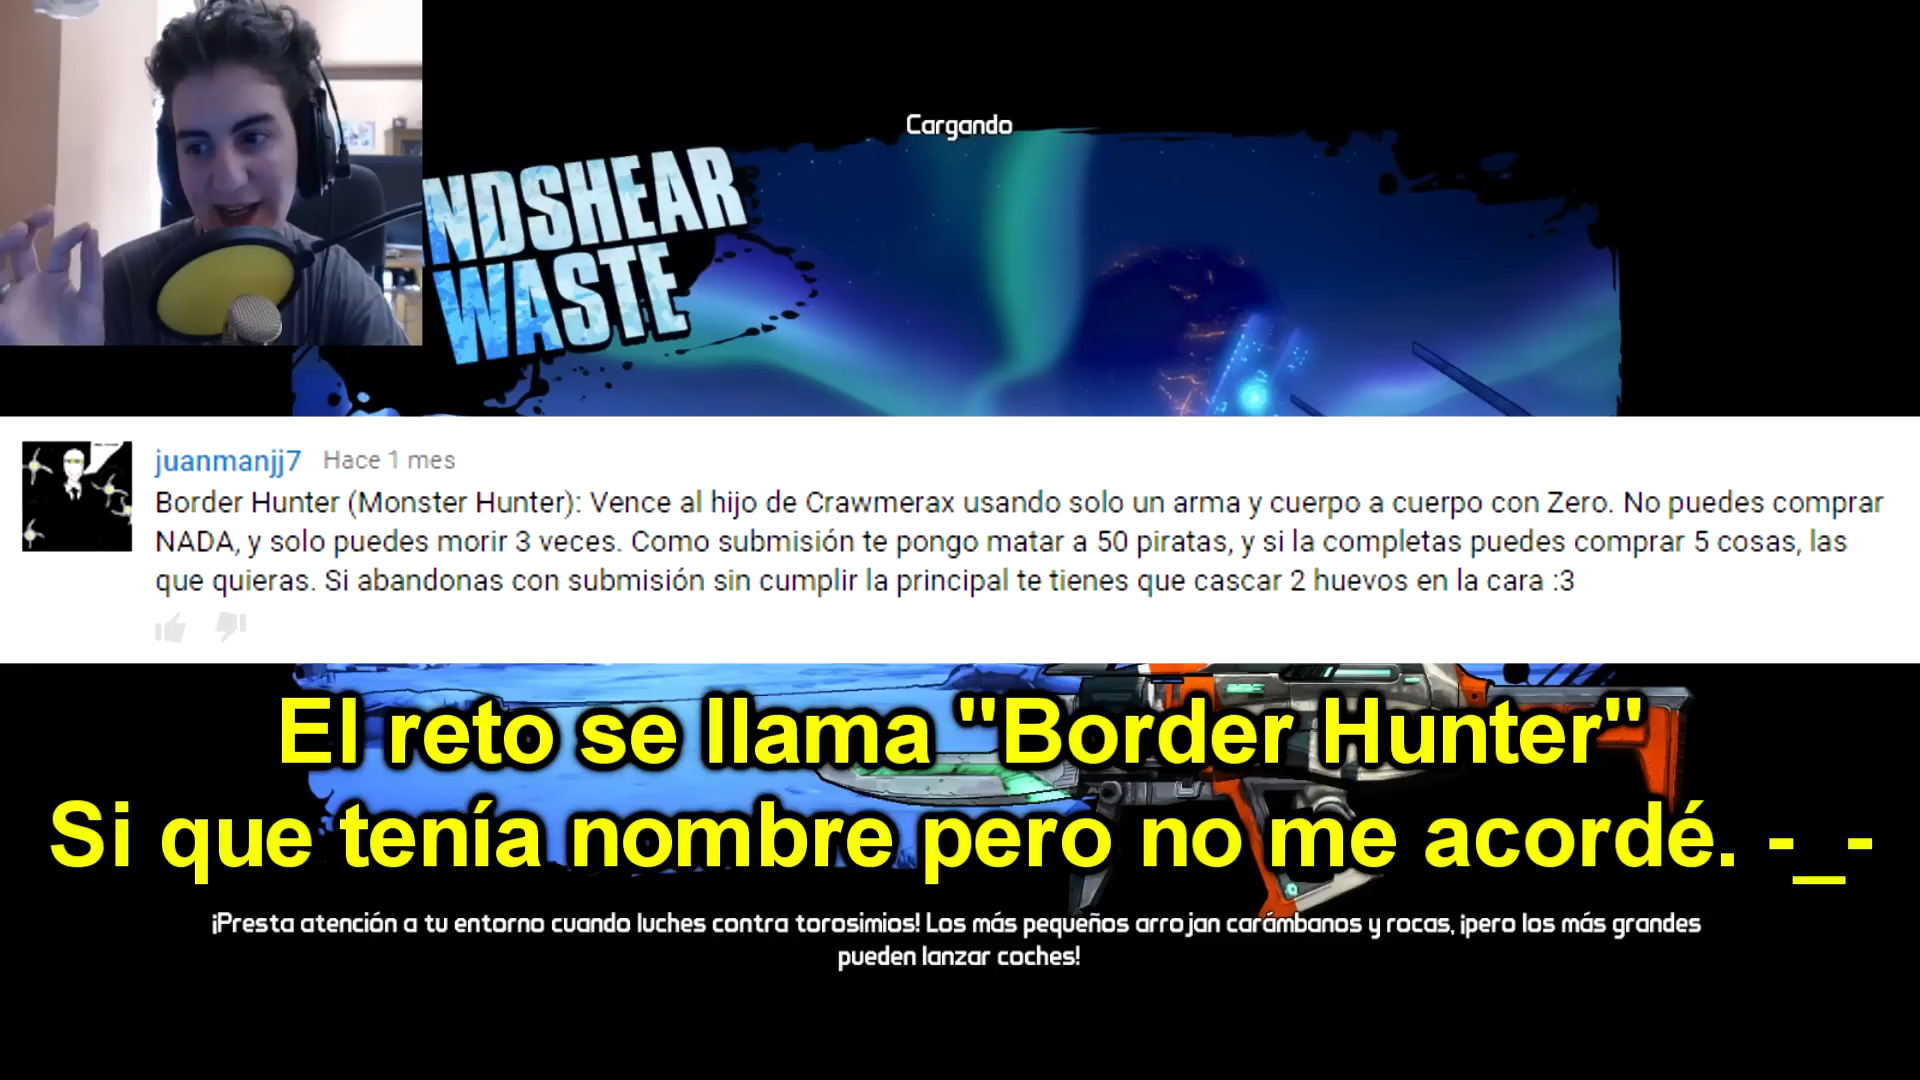 Cargando
NDSHEAR
WASTE
juanmanjj7 Hace 1 mes
Border Hunter (Monster Hunter): Vence al hijo de Crawmerax usando solo un arma y cuerpo a cuerpo con Zero. No puedes comprar
NADA, y solo puedes morir 3 veces. Como submisión te pongo matar a 50 piratas, y si la completas puedes comprar 5 cosas, las
que quieras. Si abandonas con submisión sin cumplir la principal te tienes que cascar 2 huevos en la cara :3
El reto se llama "Border Hunter"
Si que tenía nombre pero no me acordé. -_-
¡Presta atención a tu entorno cuando luches contra torosimios! Los más pequeños arrojan carámbanos y rocas, ¡pero los más grandes
pueden lanzar coches!